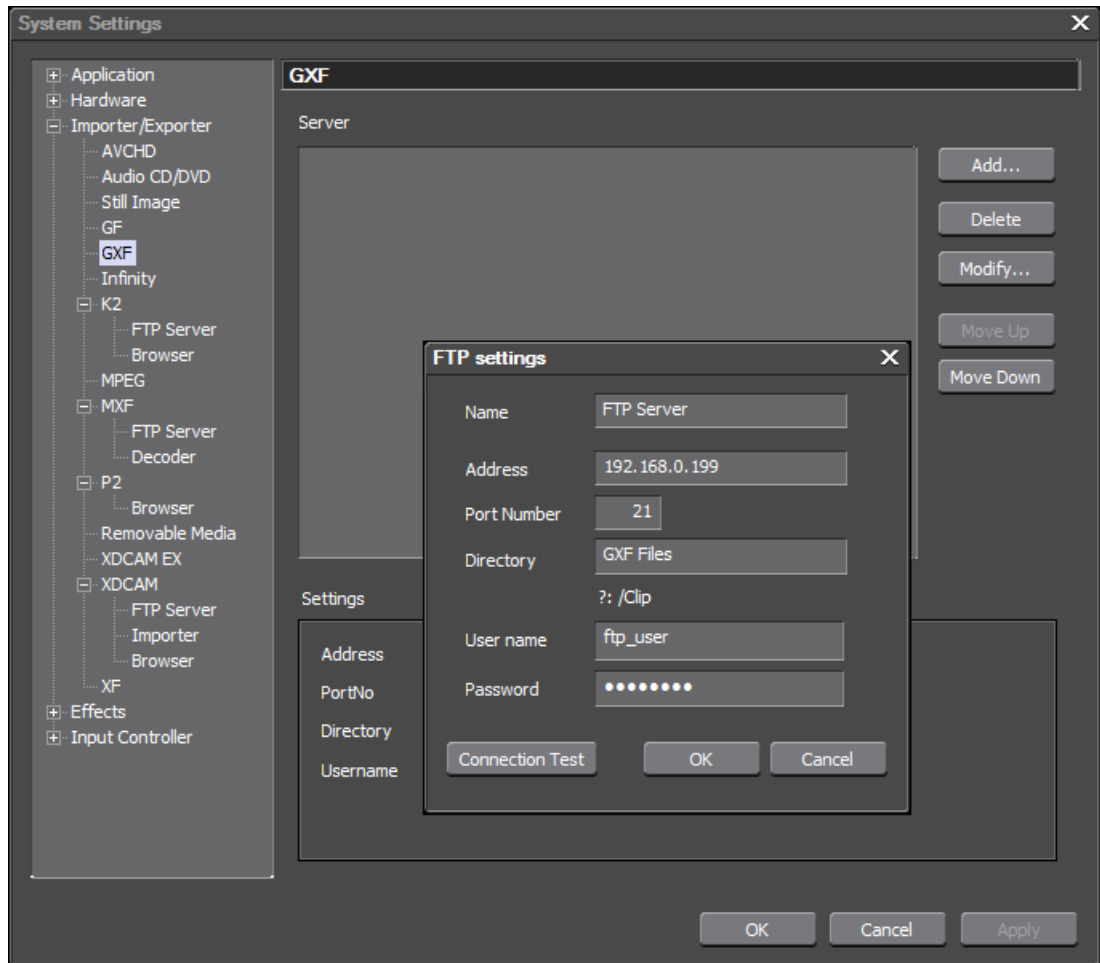 System Settings
Application
Hardware
Importer/Exporter
AVCHD
Audio CD/DVD
Still Image
GF
GXF
Infinity
K2
FTP Server
Browser
MPEG
MXF
FTP Server
Decoder
P2
Browser
Removable Media
XDCAM EX
XDCAM
FTP Server
Importer
Browser
XF
Effects
Input Controller
GXF
Server
Add...
Delete
Modify...
Move Up
Move Down
FTP settings
Name FTP Server
Address 192.168.0.199
Port Number 21
Directory GXF Files
?: /Clip
User name ftp_user
Password ●●●●●●●●
Connection Test OK Cancel
Settings
Address
PortNo
Directory
Username
OK Cancel Apply